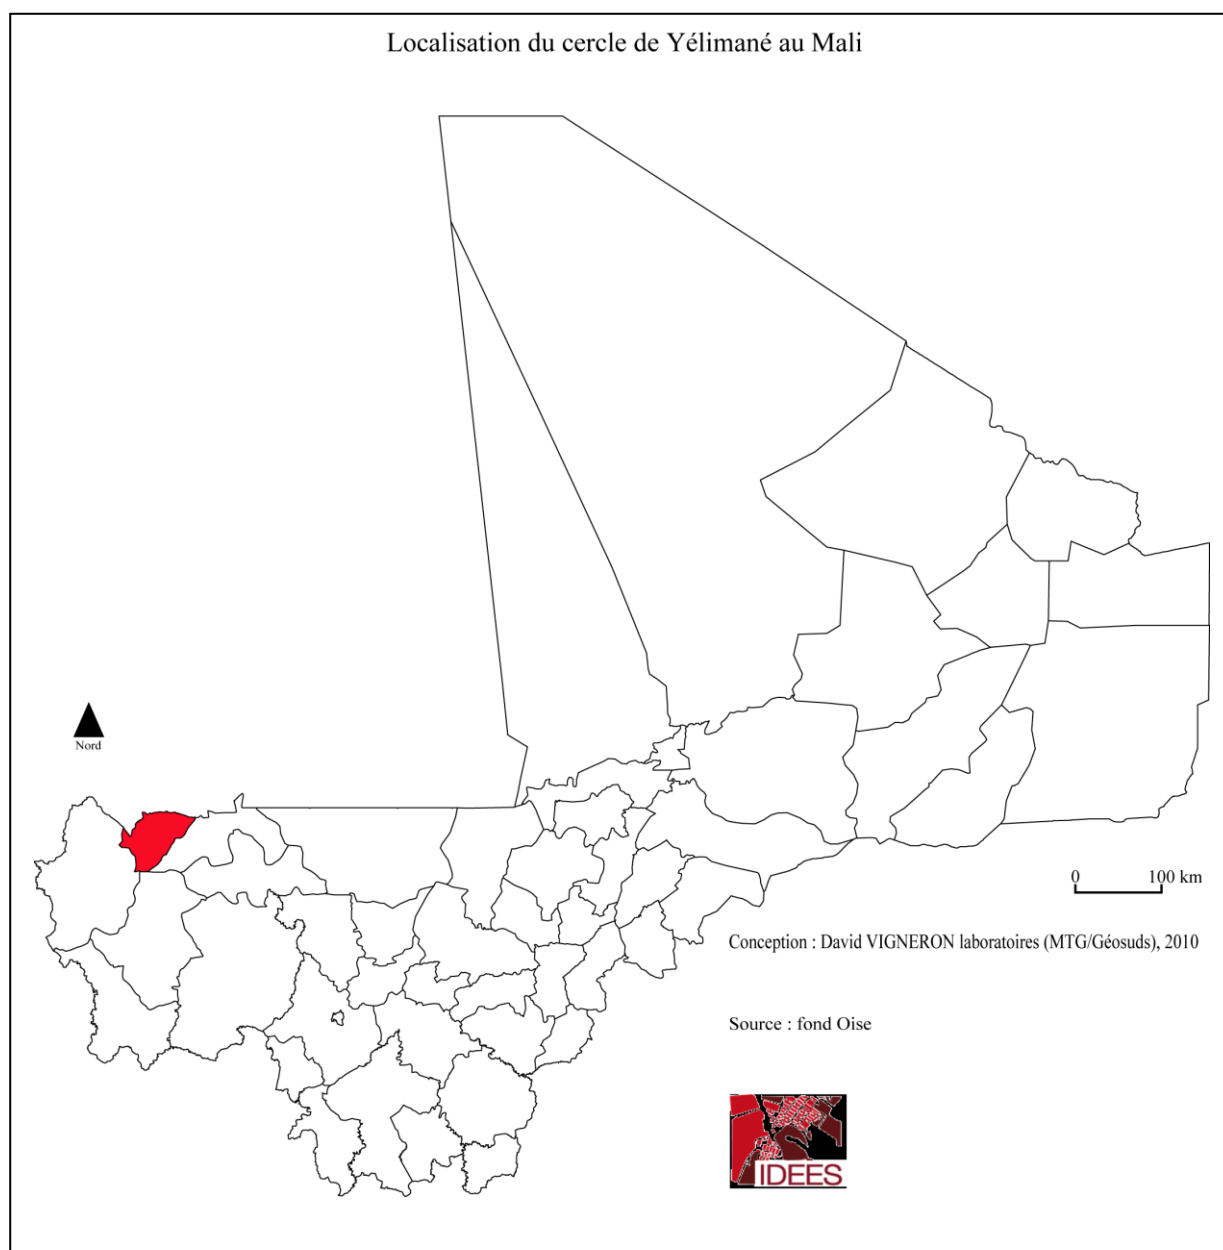 Localisation du cercle de Yélimané au Mali
Nord
0 100 km
Conception : David VIGNERON laboratoires (MTG/Géosuds), 2010
Source : fond Oise
IDEES